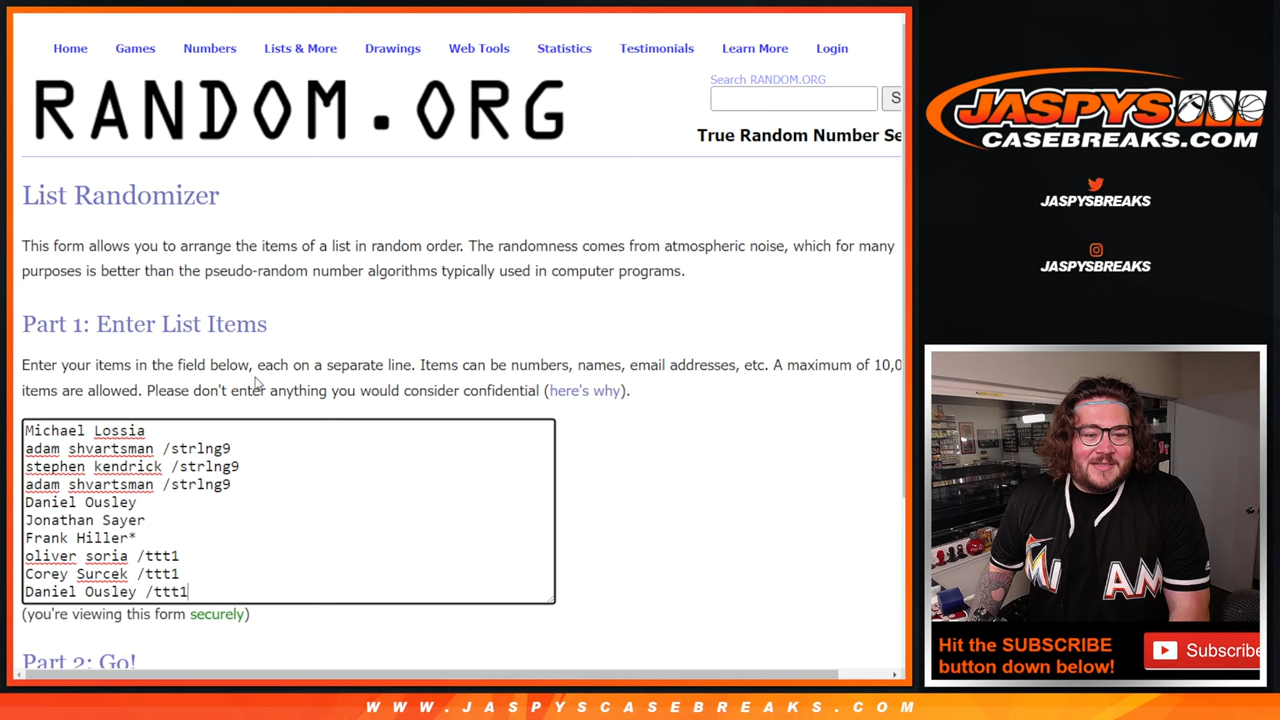 Home Games Numbers Lists & More Drawings Web Tools Statistics Testimonials Learn More Login
RANDOM.ORG
Search RANDOM.ORG
S
True Random Number Se
List Randomizer
This form allows you to arrange the items of a list in random order. The randomness comes from atmospheric noise, which for many
purposes is better than the pseudo-random number algorithms typically used in computer programs.
Part 1: Enter List Items
Enter your items in the field below, each on a separate line. Items can be numbers, names, email addresses, etc. A maximum of 10,0
items are allowed. Please don't enter anything you would consider confidential (here's why).
Michael Lossia
adam shvartsman /strlng9
stephen kendrick /strlng9
adam shvartsman /strlng9
Daniel Ousley
Jonathan Sayer
Frank Hiller*
oliver soria /ttt1
Corey Surcek /ttt1
Daniel Ousley /ttt1
(you're viewing this form securely)
Part 2: Go!
JASPYS
CASEBREAKS.COM
JASPYSBREAKS
JASPYSBREAKS
MI AM
Hit the SUBSCRIBE
button down below!
Subscribe
WWW.JASPYSCASEBREAKS.COM